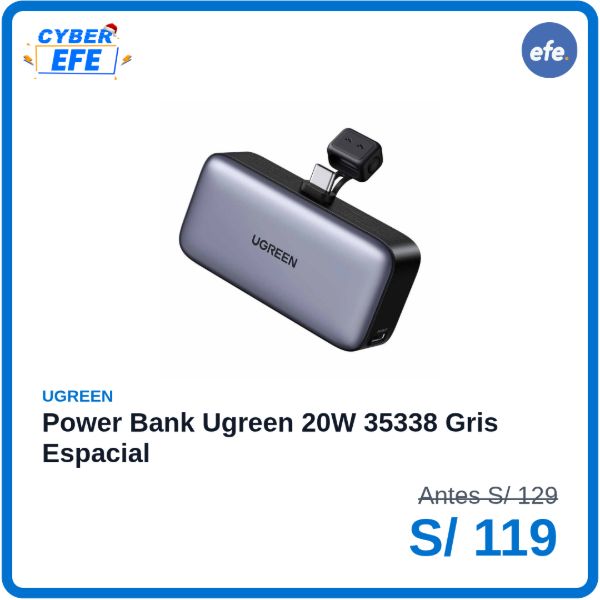 CYBER
EFE
efe.
UGREEN
UGREEN
Power Bank Ugreen 20W 35338 Gris
Espacial
Antes S/ 129
S/ 119